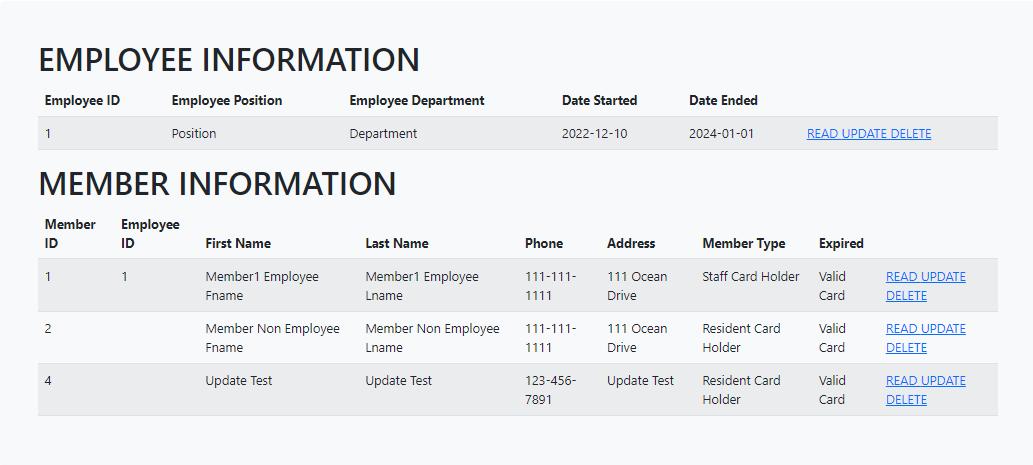 EMPLOYEE INFORMATION
Employee ID Employee Position Employee Department Date Started Date Ended
1 Position Department 2022-12-10 2024-01-01 READ UPDATE DELETE
MEMBER INFORMATION
Member Employee
ID ID First Name Last Name Phone Address Member Type Expired
1 1 Member1 Employee Member1 Employee 111-111- 111 Ocean Staff Card Holder Valid READ UPDATE
Fname Lname 1111 Drive Card DELETE
2 Member Non Employee Member Non Employee 111-111- 111 Ocean Resident Card Valid READ UPDATE
Fname Lname 1111 Drive Holder Card DELETE
4 Update Test Update Test 123-456- Update Test Resident Card Valid READ UPDATE
7891 Holder Card DELETE